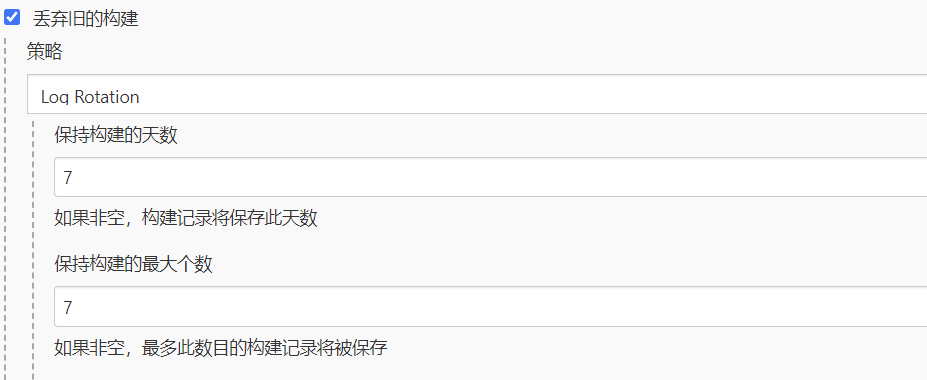 丢弃旧的构建
策略
Log Rotation
保持构建的天数
7
如果非空，构建记录将保存此天数
保持构建的最大个数
7
如果非空，最多此数目的构建记录将被保存